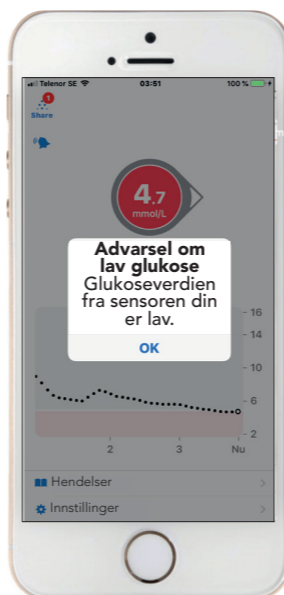 Telenor SE 03:51 100 %
1
Share
4.7
mmol/L
Advarsel om
lav glukose
Glukoseverdien
fra sensoren din
er lav.
OK
16
14
10
6
2
2 3 Nu
Hendelser
Innstillinger